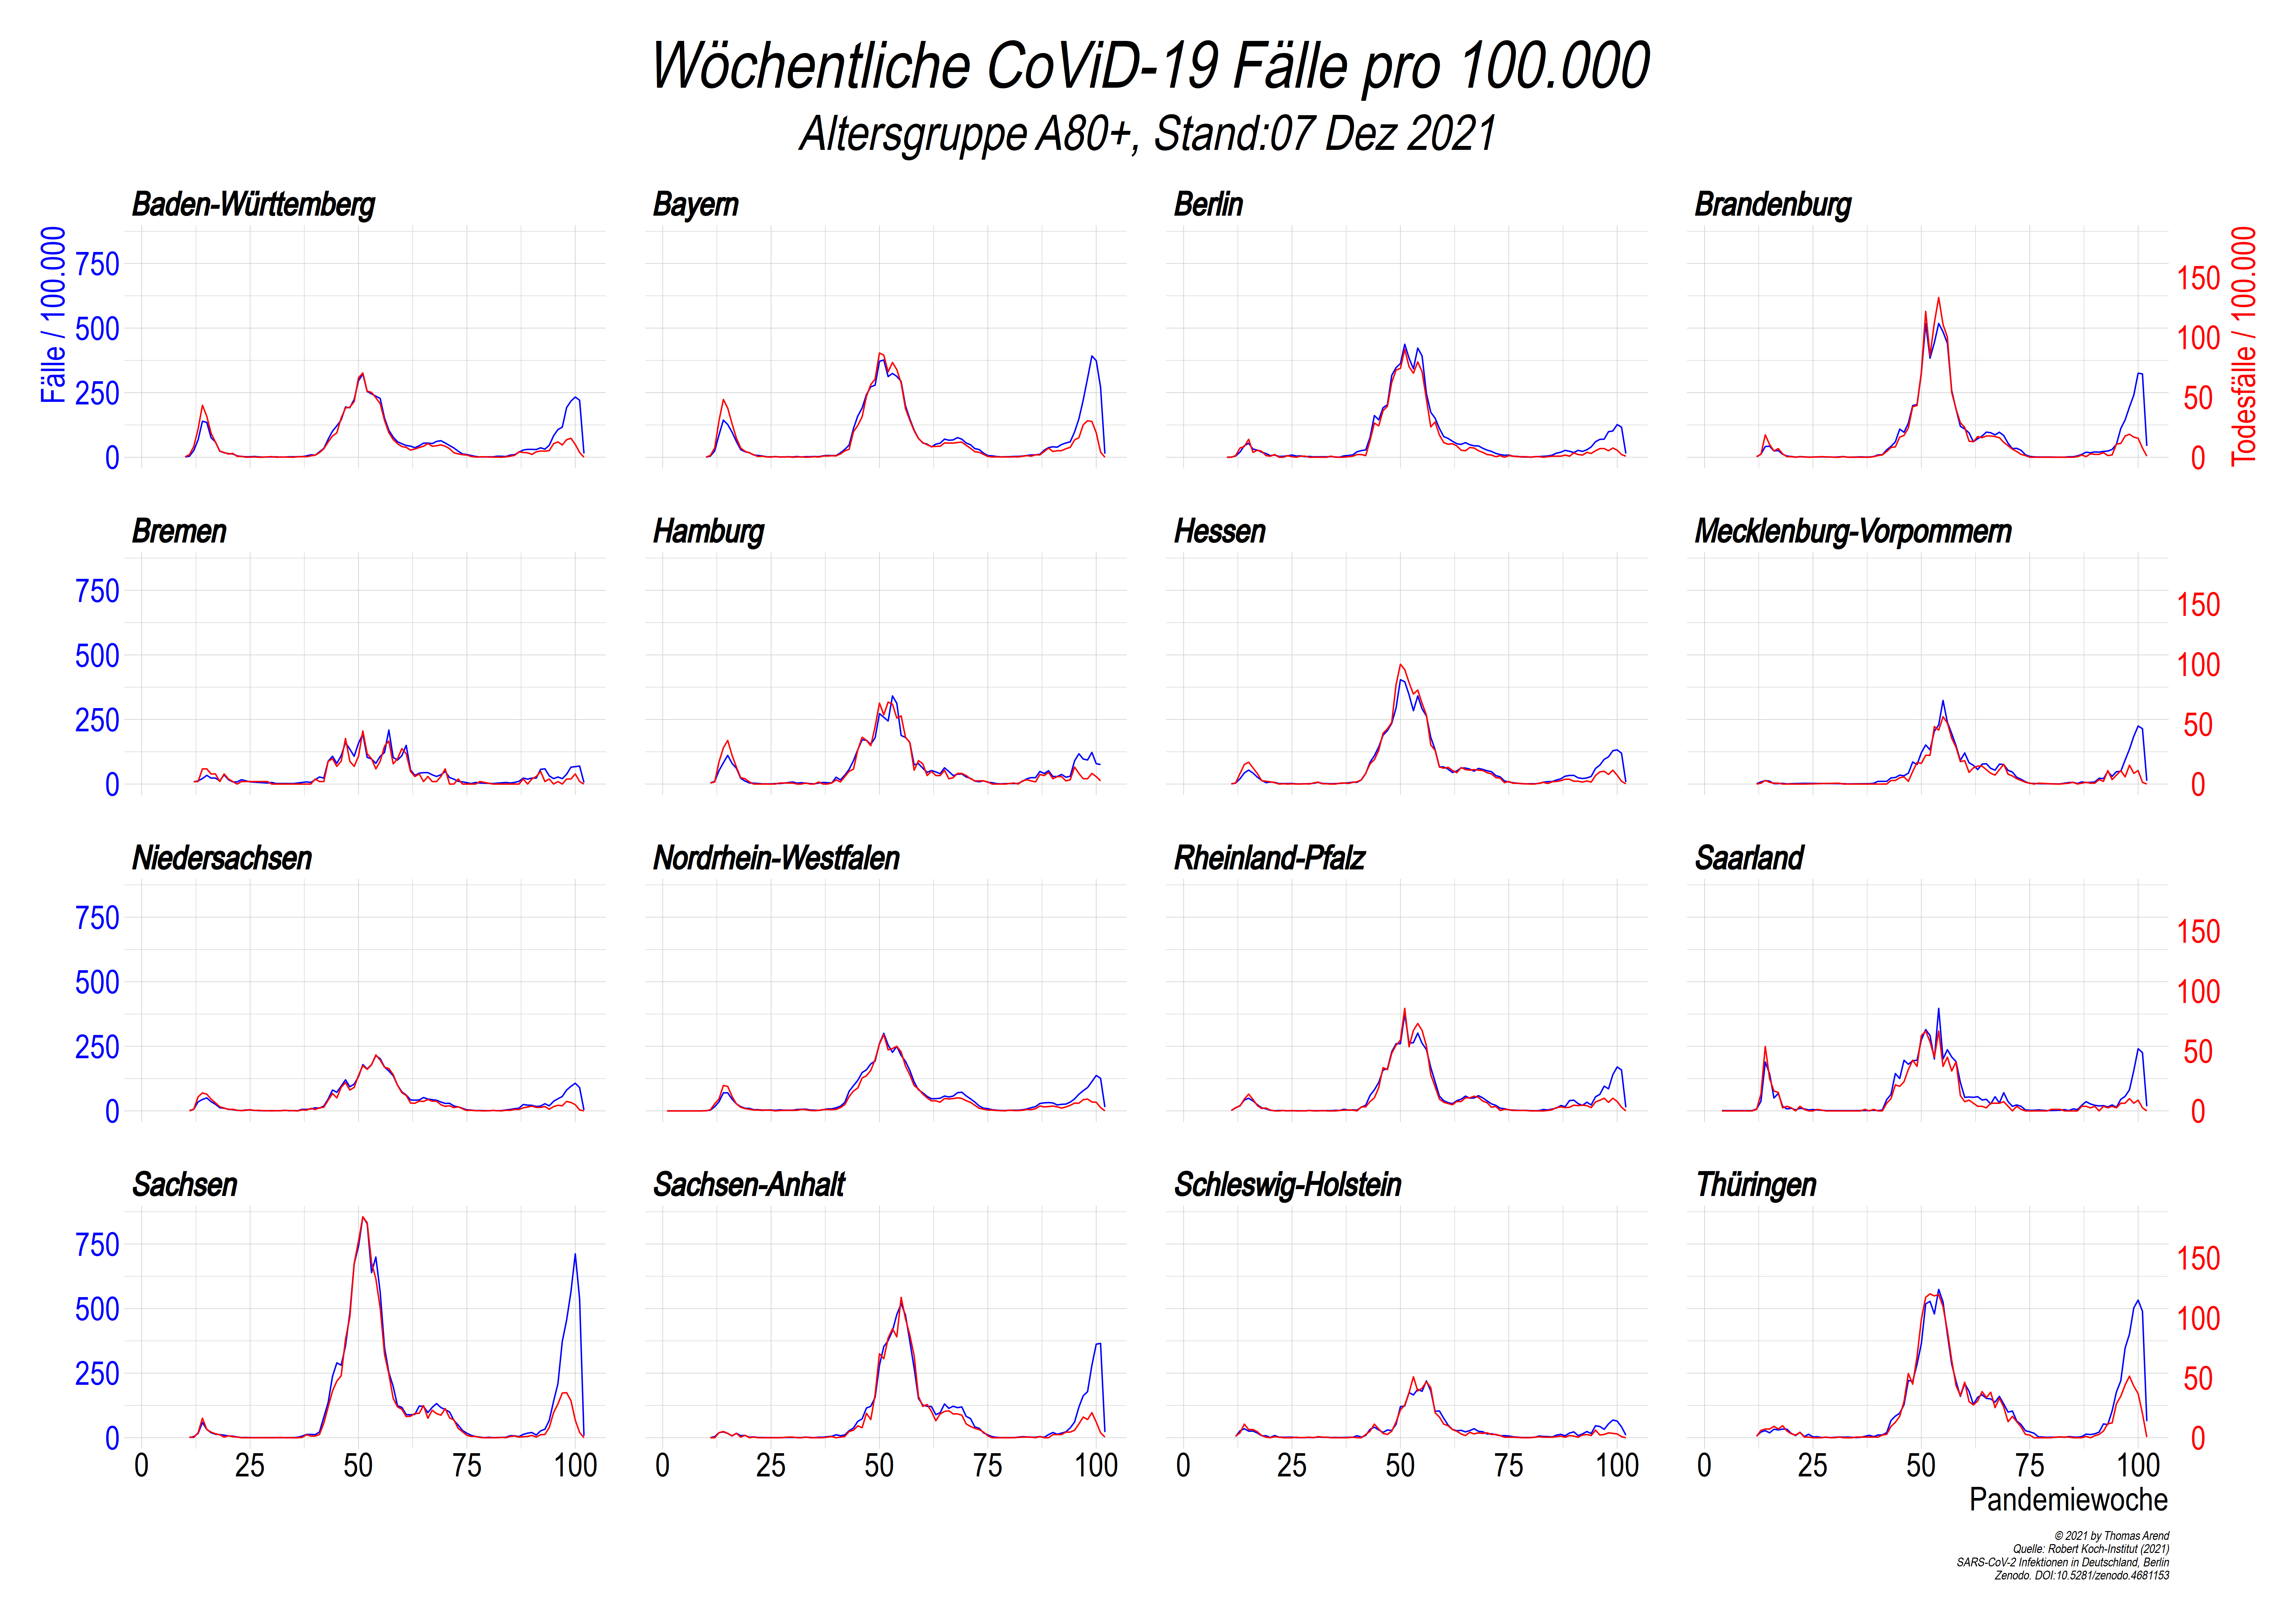 Wöchentliche CoViD-19 Fälle pro 100.000
Altersgruppe A80+, Stand:07 Dez 2021
Baden-Württemberg
Bayern
Berlin
Brandenburg
Fälle / 100.000
750
500
250
0
150
100
50
0
Todesfälle / 100.000
Bremen
Hamburg
Hessen
Mecklenburg-Vorpommern
750
500
250
0
150
100
50
0
Niedersachsen
Nordrhein-Westfalen
Rheinland-Pfalz
Saarland
750
500
250
0
150
100
50
0
Sachsen
Sachsen-Anhalt
Schleswig-Holstein
Thüringen
750
500
250
0
150
100
50
0
0 25 50 75 100
0 25 50 75 100
0 25 50 75 100
0 25 50 75 100
Pandemiewoche
© 2021 by Thomas Arend
Quelle: Robert Koch-Institut (2021)
SARS-CoV-2 Infektionen in Deutschland, Berlin
Zenodo. DOI:10.5281/zenodo.4681153